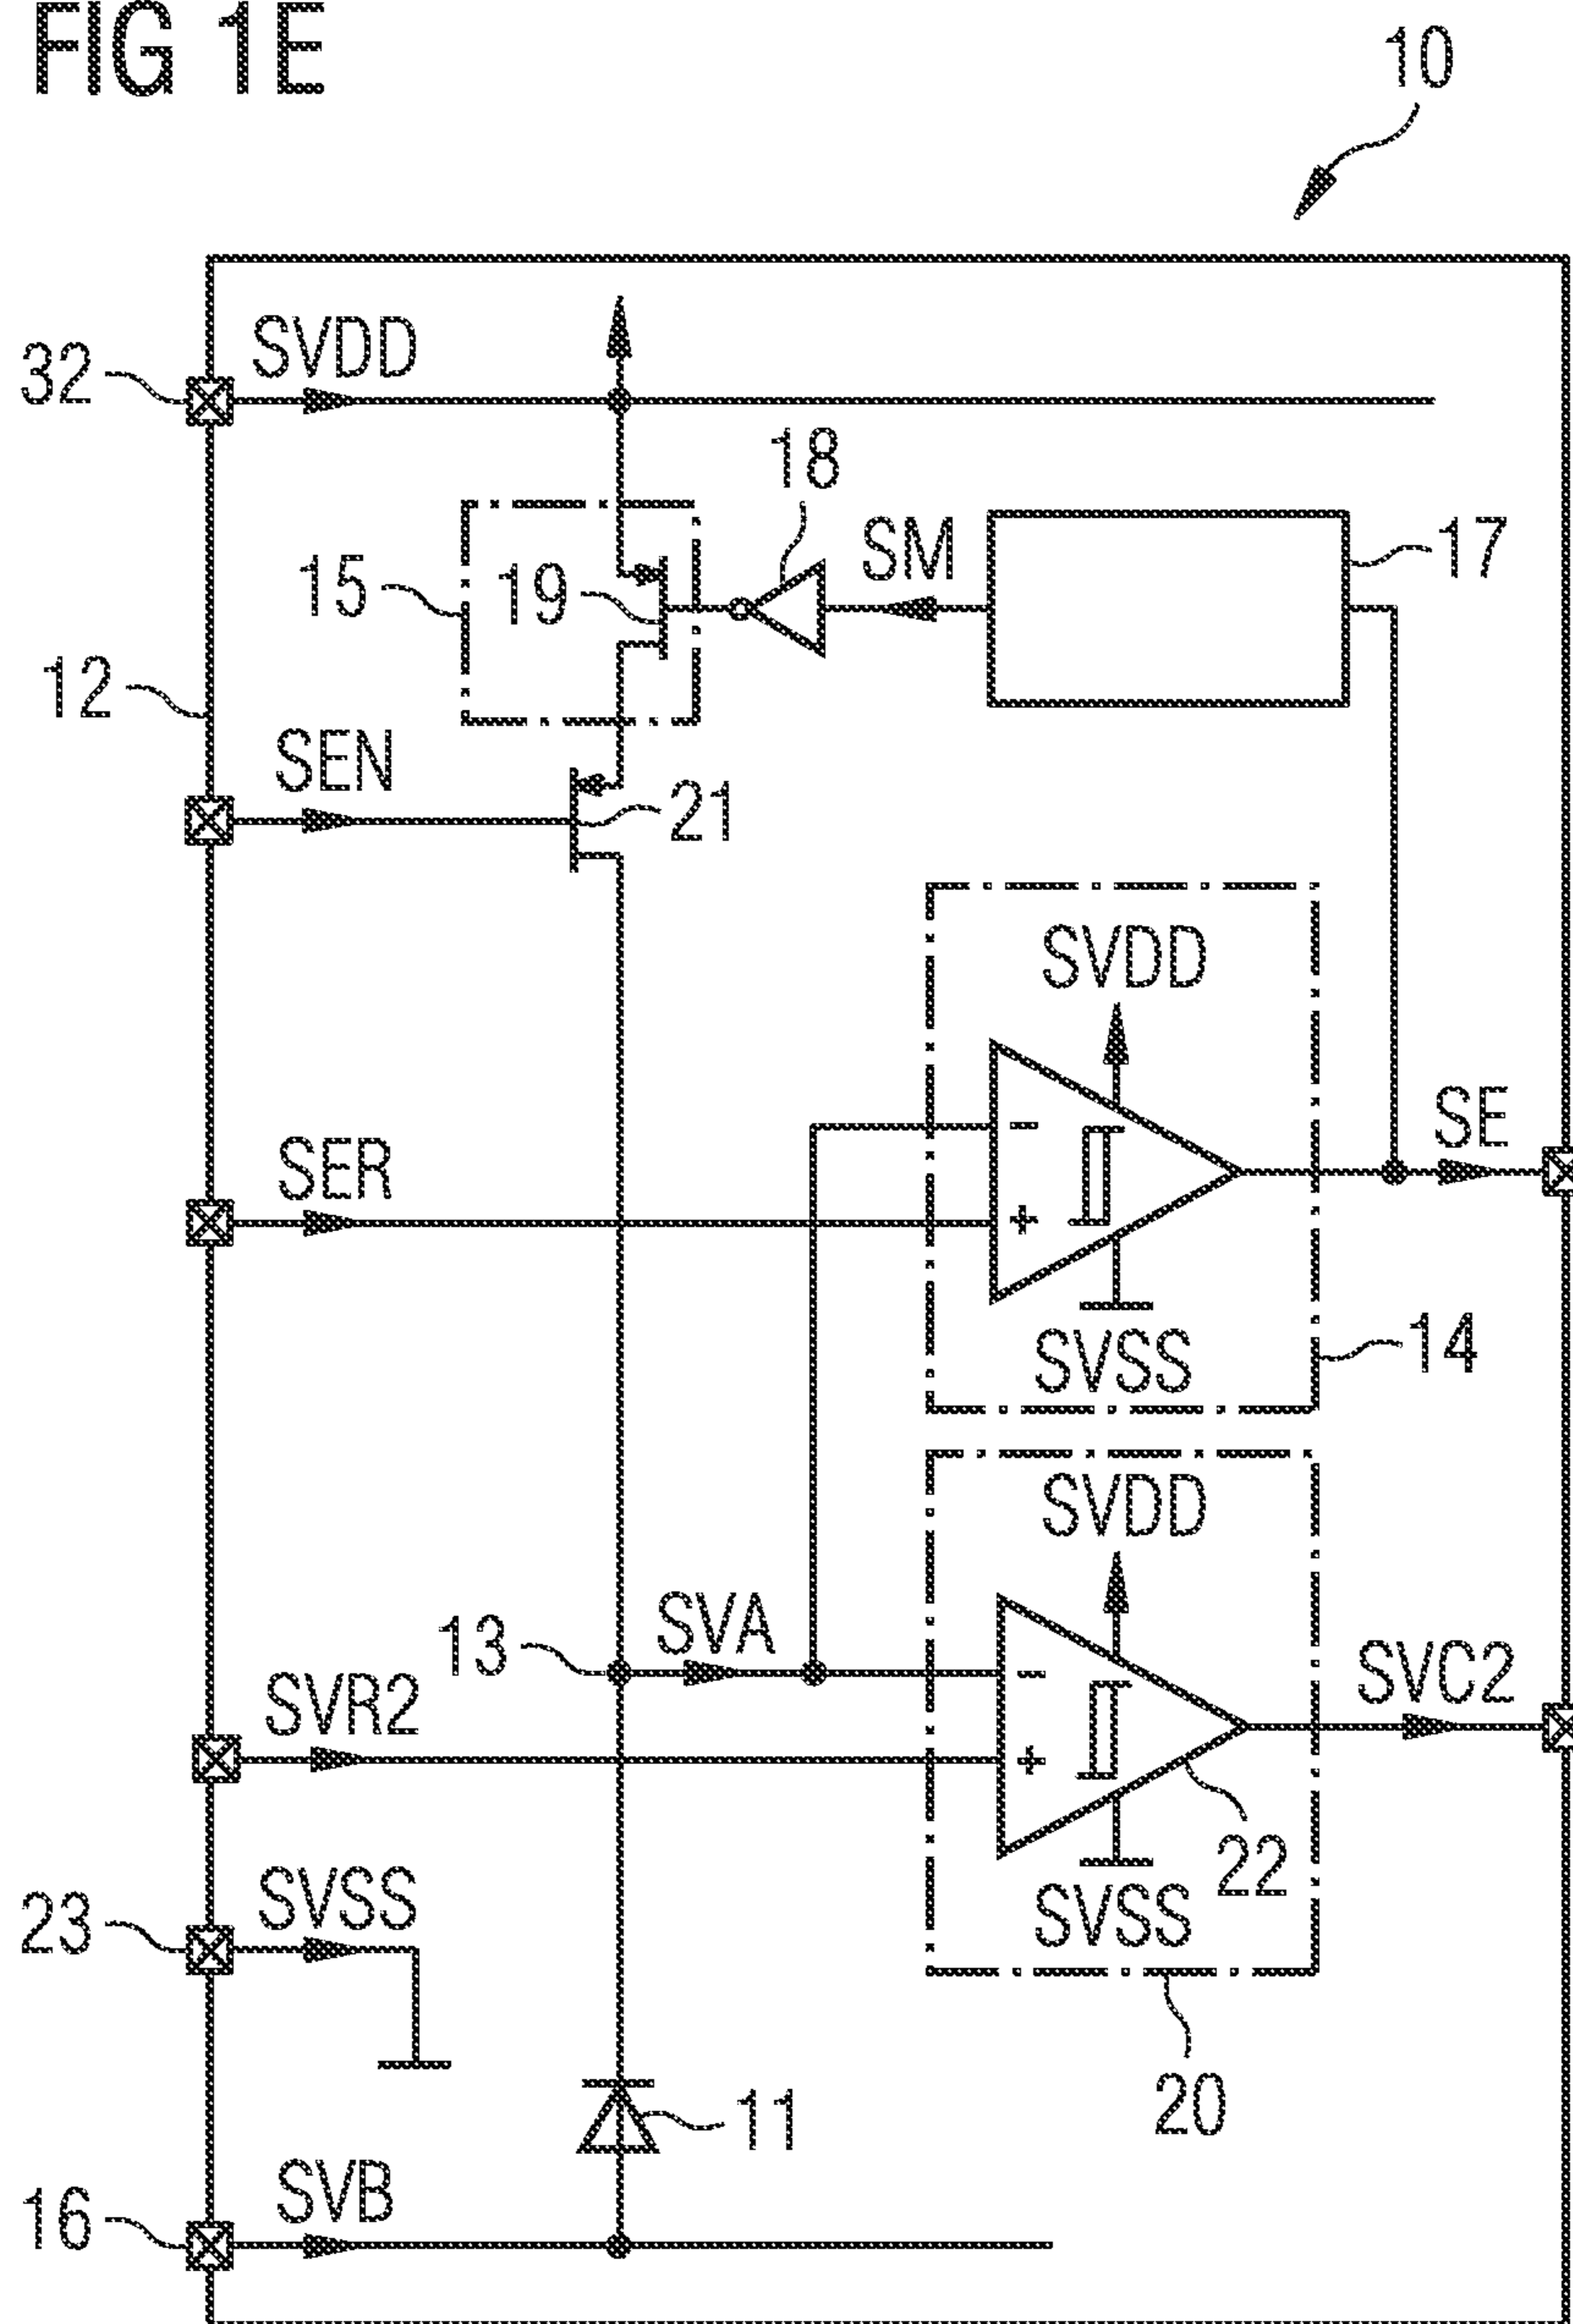 FIG 1E
10
SVDD
32
18
SM
17
15
19
12
SEN
21
SVDD
SE
SER
- 
+
SVSS
14
SVDD
13
SVA
SVC2
SVR2
-
+
22
23
SVSS
SVSS
20
11
SVB
16